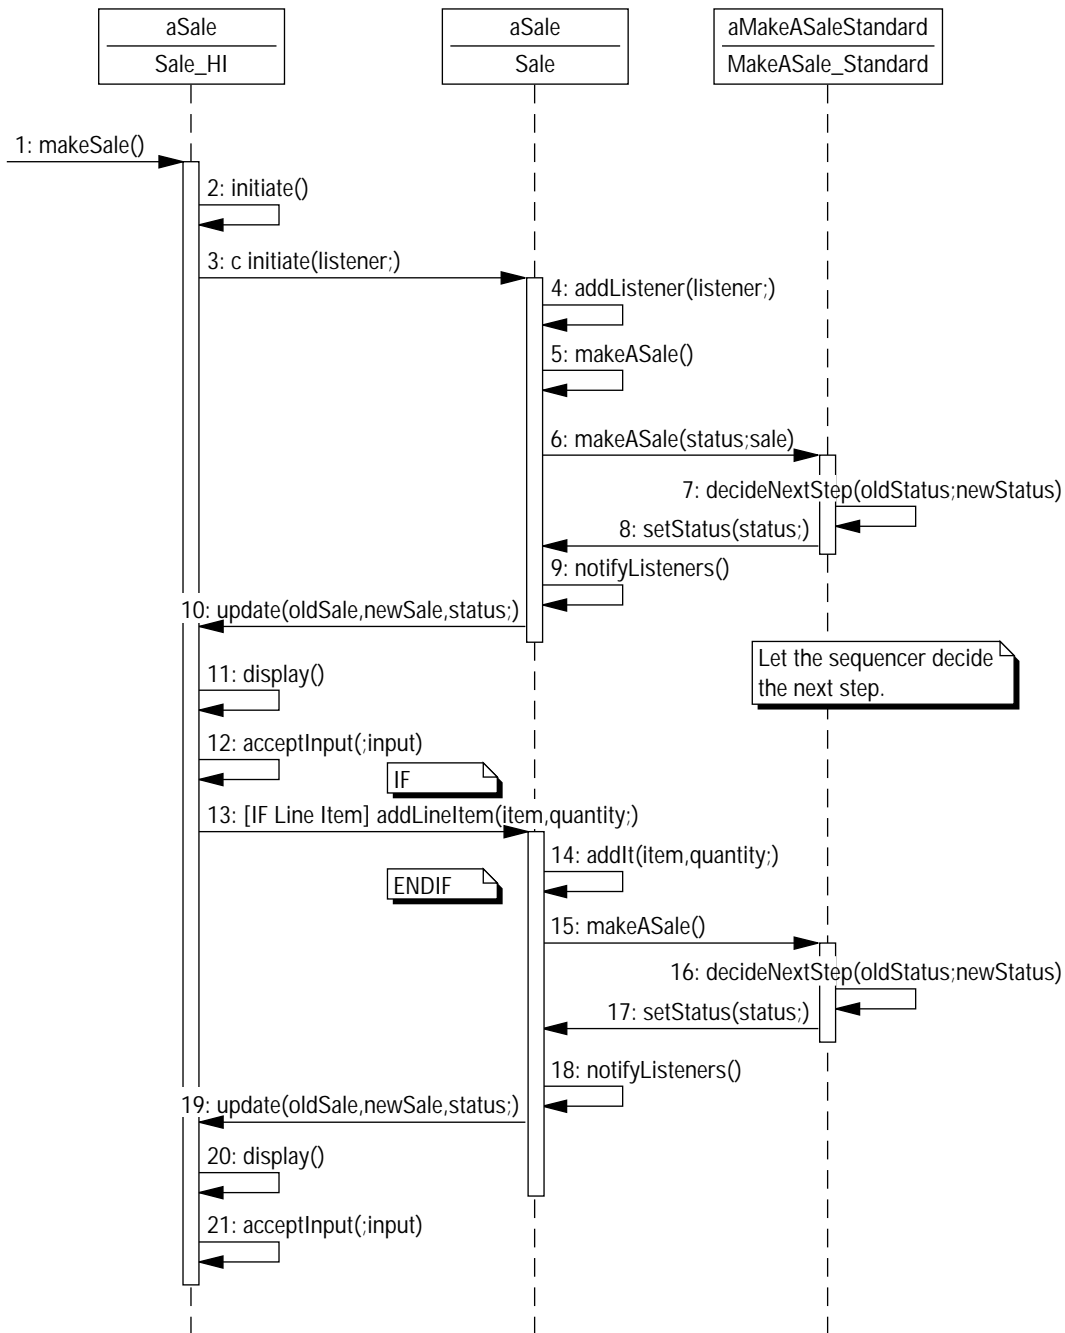 aSale
Sale_HI
aSale
Sale
aMakeASaleStandard
MakeASale_Standard
1: makeSale()
2: initiate()
3: c initiate(listener;)
4: addListener(listener;)
5: makeASale()
6: makeASale(status;sale)
7: decideNextStep(oldStatus;newStatus)
8: setStatus(status;)
9: notifyListeners()
10: update(oldSale,newSale,status;)
Let the sequencer decide
the next step.
11: display()
12: acceptInput(;input)
IF
13: [IF Line Item] addLineItem(item,quantity;)
14: addIt(item,quantity;)
ENDIF
15: makeASale()
16: decideNextStep(oldStatus;newStatus)
17: setStatus(status;)
18: notifyListeners()
19: update(oldSale,newSale,status;)
20: display()
21: acceptInput(;input)